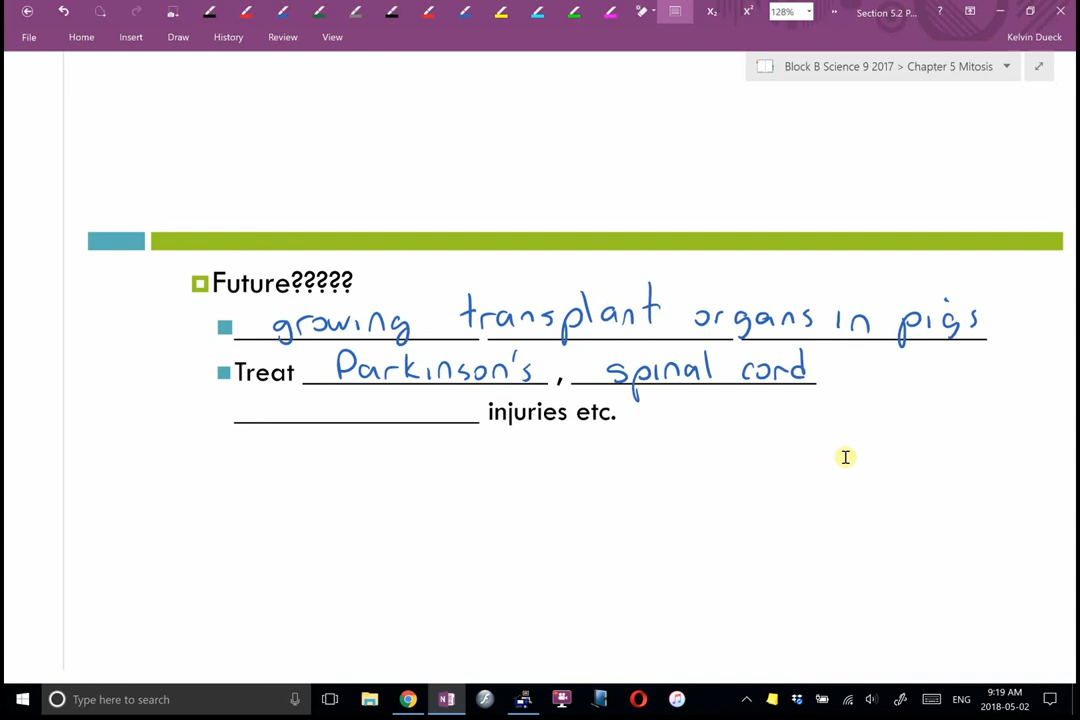 128% Section 5.2 P...
Kelvin Dueck
File Home Insert Draw History Review View
Block B Science 9 2017 > Chapter 5 Mitosis
Future?????
growing transplant organs in pigs
Treat Parkinson's, spinal cord
injuries etc.
Type here to search
ENG
9:19 AM
2018-05-02